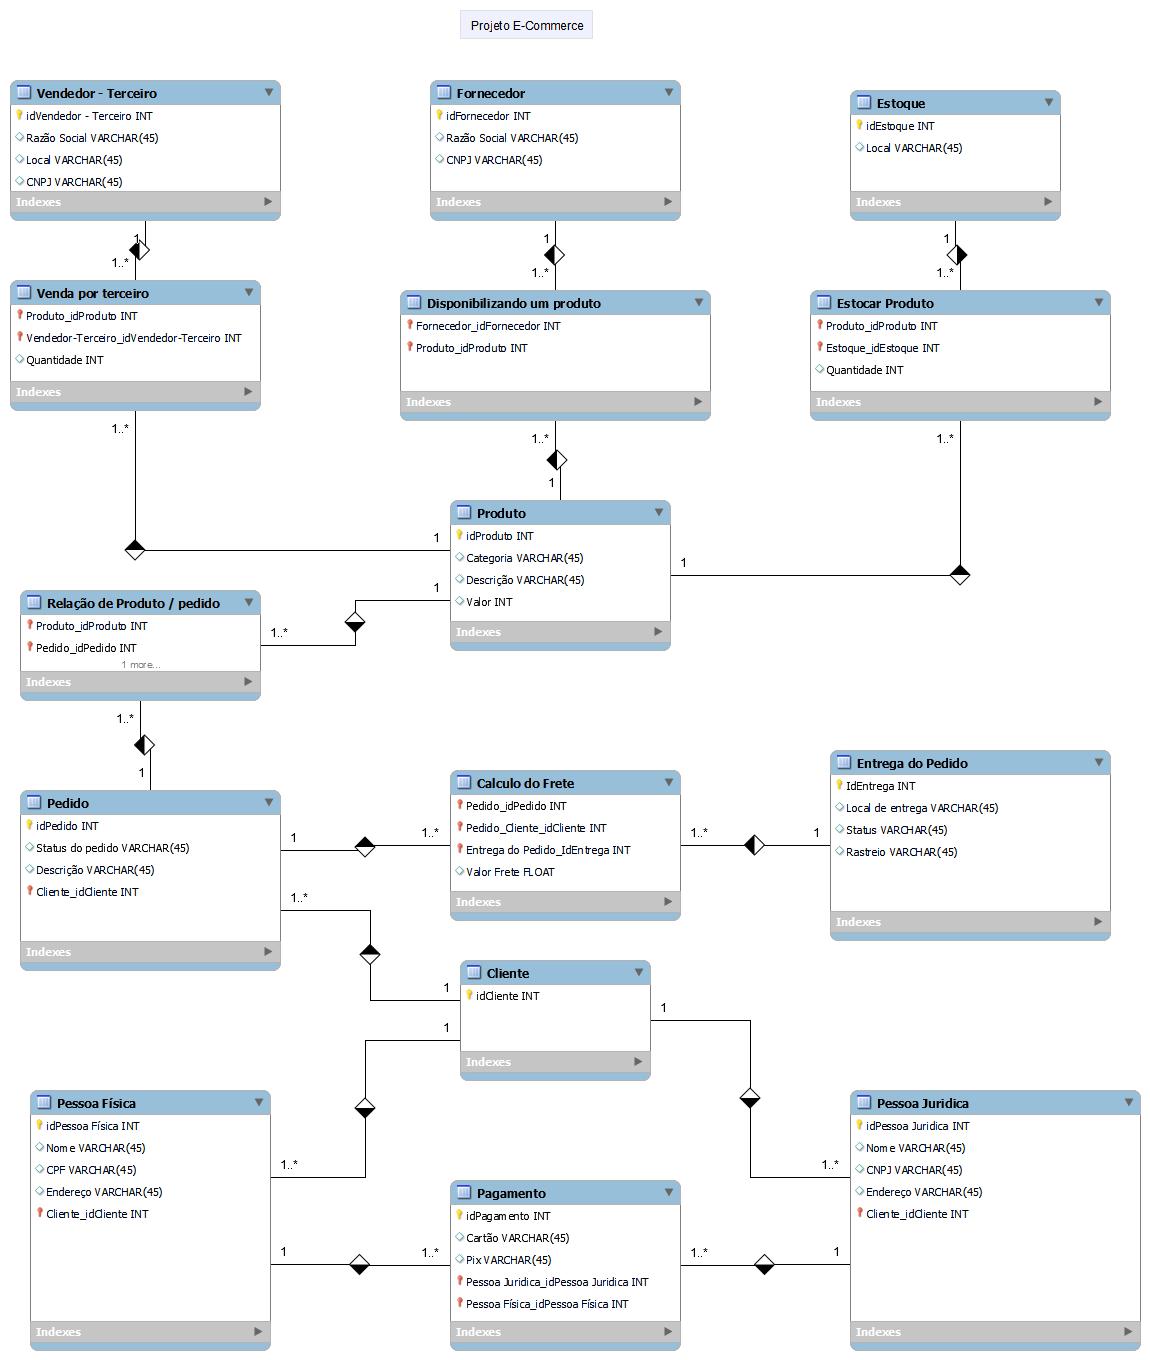 Projeto E-Commerce
Vendedor - Terceiro
idVendedor - Terceiro INT
Razão Social VARCHAR(45)
Local VARCHAR(45)
CNPJ VARCHAR(45)
Indexes
Fornecedor
idFornecedor INT
Razão Social VARCHAR(45)
CNPJ VARCHAR(45)
Indexes
Estoque
idEstoque INT
Local VARCHAR(45)
Indexes
1
1..*
1
1..*
1
1..*
Venda por terceiro
Produto_idProduto INT
Vendedor-Terceiro_idVendedor-Terceiro INT
Quantidade INT
Indexes
Disponibilizando um produto
Fornecedor_idFornecedor INT
Produto_idProduto INT
Indexes
Estocar Produto
Produto_idProduto INT
Estoque_idEstoque INT
Quantidade INT
Indexes
1..*
1..*
1..*
1
1
1
1
Produto
idProduto INT
Categoria VARCHAR(45)
Descrição VARCHAR(45)
Valor INT
Indexes
Relação de Produto / pedido
Produto_idProduto INT
Pedido_idPedido INT
1 more...
Indexes
1..*
1..*
1
Pedido
idPedido INT
Status do pedido VARCHAR(45)
Descrição VARCHAR(45)
Cliente_idCliente INT
Indexes
1
1..*
Calculo do Frete
Pedido_idPedido INT
Pedido_Cliente_idCliente INT
Entrega do Pedido_IdEntrega INT
Valor Frete FLOAT
Indexes
1..*
1
Entrega do Pedido
IdEntrega INT
Local de entrega VARCHAR(45)
Status VARCHAR(45)
Rastreio VARCHAR(45)
Indexes
1..*
1
1
1
Cliente
idCliente INT
Indexes
Pessoa Física
idPessoa Física INT
Nome VARCHAR(45)
CPF VARCHAR(45)
Endereço VARCHAR(45)
Cliente_idCliente INT
Indexes
1..*
1
1..*
Pagamento
idPagamento INT
Cartão VARCHAR(45)
Pix VARCHAR(45)
Pessoa Juridica_idPessoa Juridica INT
Pessoa Física_idPessoa Física INT
Indexes
1..*
1..*
1
Pessoa Juridica
idPessoa Juridica INT
Nome VARCHAR(45)
CNPJ VARCHAR(45)
Endereço VARCHAR(45)
Cliente_idCliente INT
Indexes